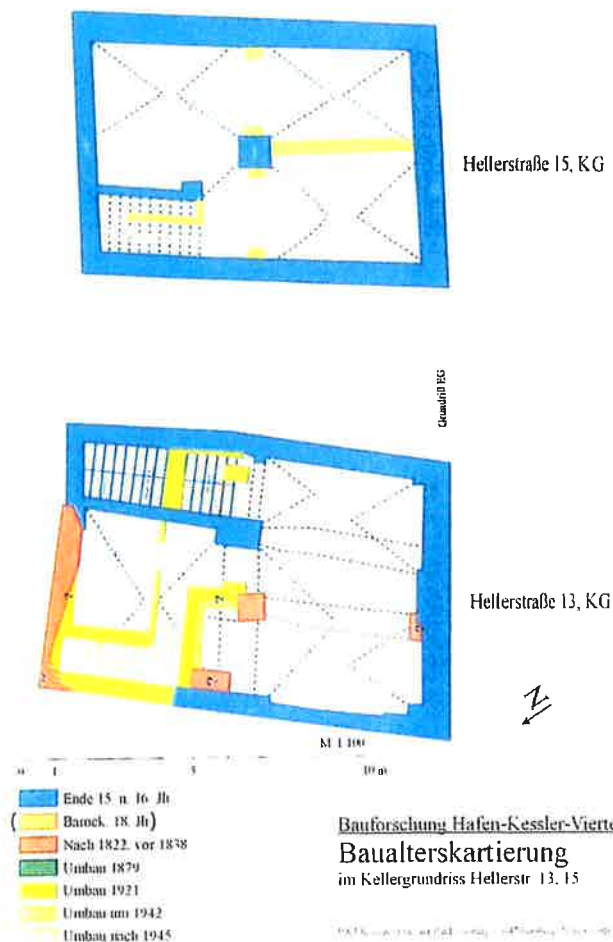 Hellerstraße 15, KG
Grundriß EG
Hellerstraße 13, KG
?
?
?
?
N
M 1:100
0 1 5 10 m
Ende 15. u. 16. Jh
(Barock, 18. Jh)
Nach 1822, vor 1838
Umbau 1879
Umbau 1921
Umbau um 1942
Umbau nach 1945
Bauforschung Hafen-Kessler-Vierte
Baualterskartierung
im Kellergrundriss Hellerstr. 13, 15